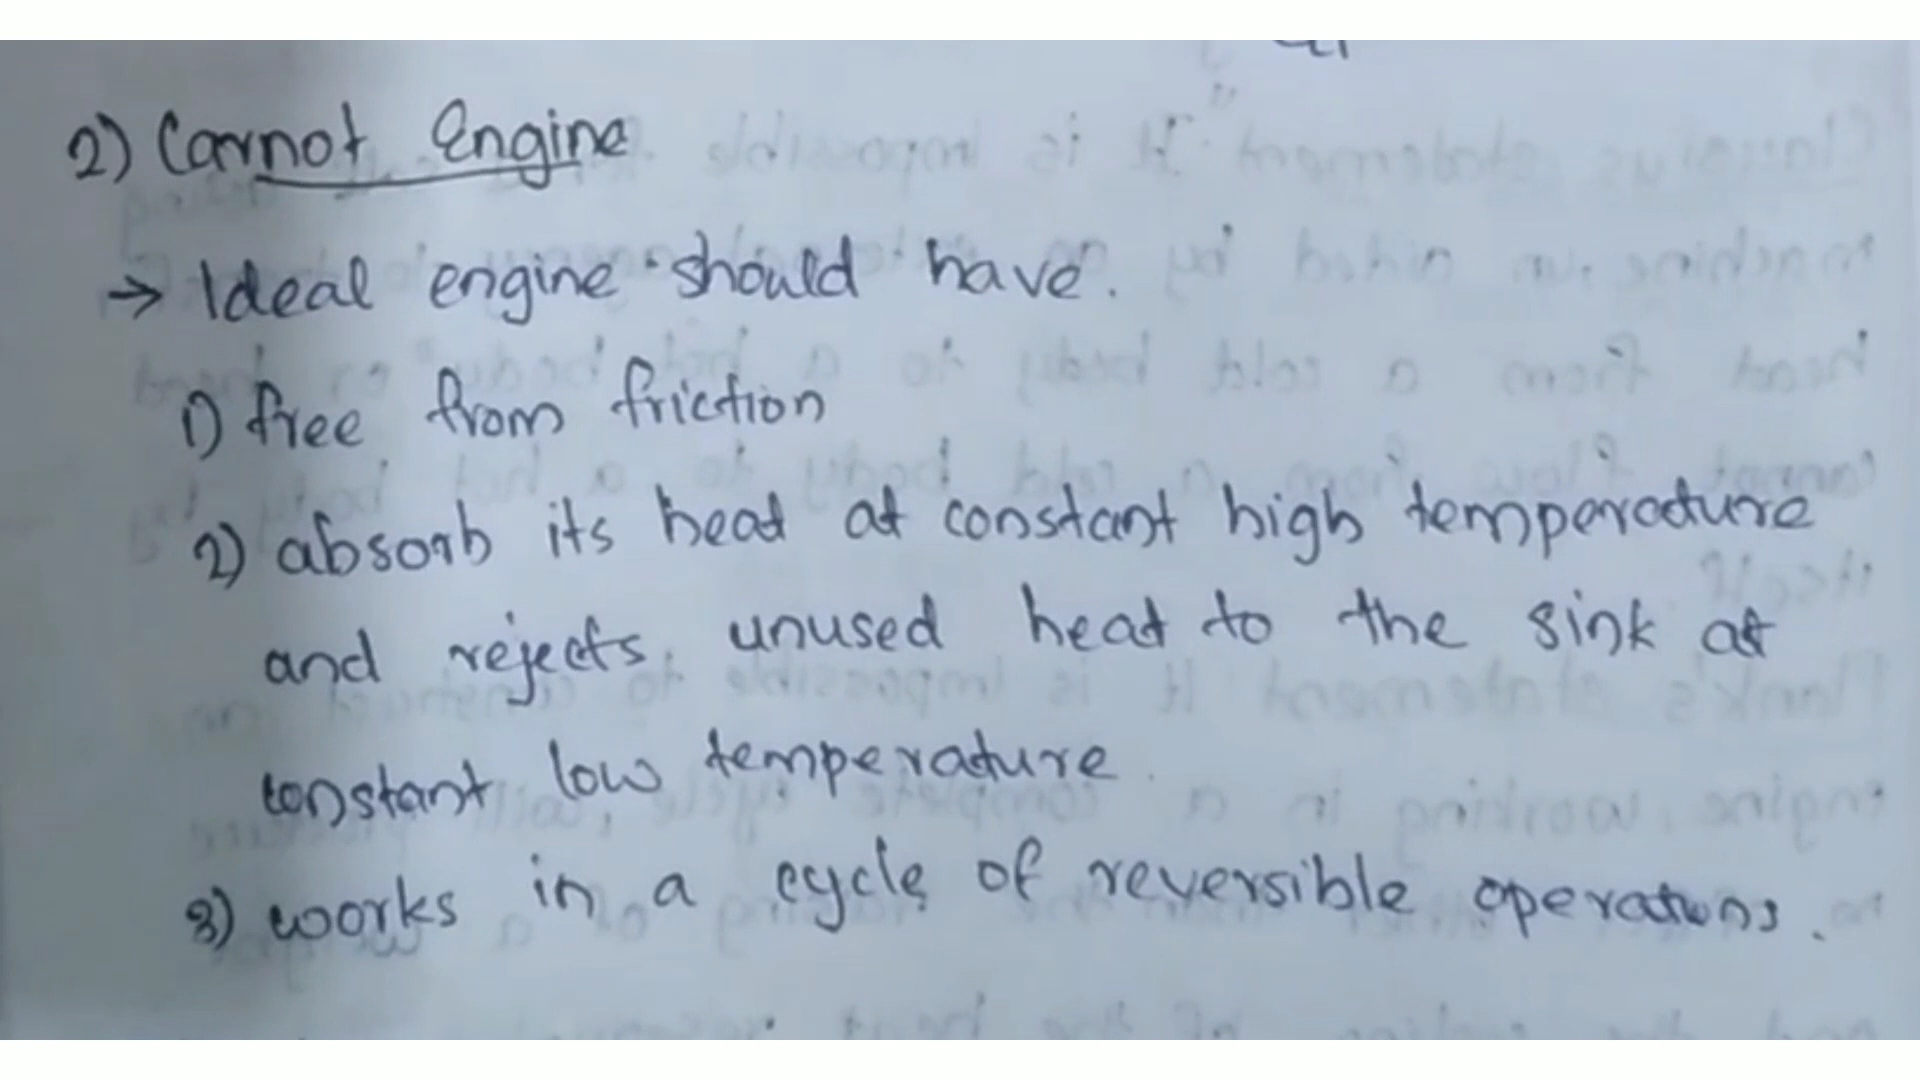 2) Carnot Engine
→ Ideal engine should have.
1) free from friction
2) absorb its heat at constant high temperature
and rejects unused heat to the sink at
constant low temperature.
3) works in a cycle of reversible operations.